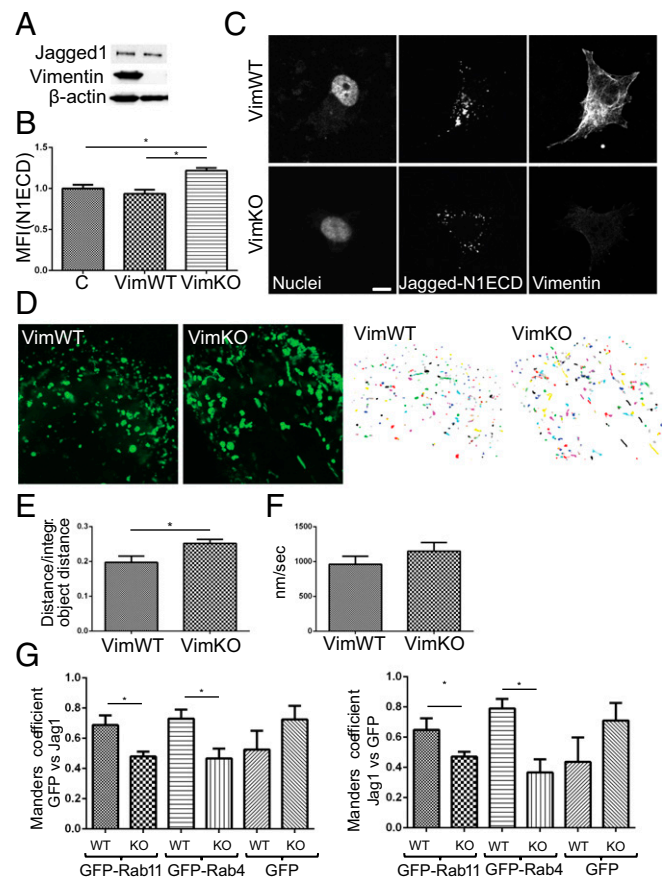 A
Jagged1
Vimentin
β-actin
B
MFI(N1ECD)
1.5
1.0
0.5
0.0
*
*
C VimWT VimKO
C
VimWT
VimKO
Nuclei Jagged-N1ECD Vimentin
D
VimWT VimKO VimWT VimKO
E
Distance/integr.
object distance
0.4
0.3
0.2
0.1
0.0
*
VimWT VimKO
F
nm/sec
1500
1000
500
0
VimWT VimKO
G
Manders coefficient
GFP vs Jag1
1.0
0.8
0.6
0.4
0.2
0.0
* *
WT KO WT KO WT KO
GFP-Rab11 GFP-Rab4 GFP
Manders coefficient
Jag1 vs GFP
1.0
0.8
0.6
0.4
0.2
0.0
* *
WT KO WT KO WT KO
GFP-Rab11 GFP-Rab4 GFP